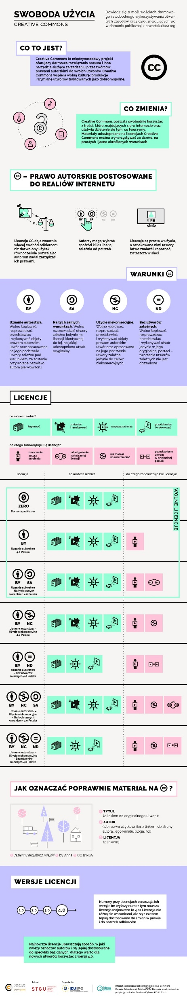 SWOBODA UŻYCIA
CREATIVE COMMONS
Dowiedz się o możliwościach darmowe-
go i swobodnego wykorzystywania otwar-
tych zasobów oraz dzieł znajdujących się
w domenie publicznej → otwartakultura.org
CO TO JEST?
Creative Commons to międzynarodowy projekt
oferujący darmowe rozwiązania prawne i inne
narzędzia służące zarządzaniu przez twórców
prawami autorskimi do swoich utworów. Creative
Commons wspiera wolną kulturę: produkcję
i wymianę utworów traktowanych jako dobro wspólne.
CC
CO ZMIENIA?
Creative Commons pozwala swobodnie korzystać
z treści, które znajdujących się w internecie oraz
ułatwia dzielenie się tym, co tworzymy.
Materiały udostępniane na licencjach Creative
Commons można wykorzystywać za darmo, na
prostych i jasno określonych warunkach.
CC – PRAWO AUTORSKIE DOSTOSOWANE
DO REALIÓW INTERNETU
BY SA NC ND
Licencje CC dają znacznie
więcej swobód odbiorcom
niż dozwolony użytek
równocześnie pozwalając
autorom nadal zarządzać
ich prawami.
Autorzy mogą wybrać
spośród kilku licencji
zależnie od potrzeb.
Licencje są proste w użyciu,
a oznakowane nimi utwory
łatwo znaleźć i ropoznać,
zwłaszcza w sieci.
WARUNKI CC
BY
SA
NC
ND
Uznanie autorstwa.
Wolno kopiować,
rozprowadzać,
przedstawiać
i wykonywać objęty
prawem autorskim
utwór oraz opracowane
na jego podstawie
utwory zależne pod
warunkiem, że zostanie
przywołane nazwisko
autora pierwowzoru.
Na tych samych
warunkach. Wolno
rozprowadzać utwory
zależne jedynie na
licencji identycznej
do tej, na jakiej
udostępniono utwór
oryginalny.
Użycie niekomercyjne.
Wolno kopiować,
rozprowadzać,
przedstawiać
i wykonywać objęty
prawem autorskim
utwór oraz opracowane
na jego podstawie
utwory zależne
jedynie do celów
niekomercyjnych.
Bez utworów
zależnych.
Wolno kopiować,
rozprowadzać,
przedstawiać
i wykonywać utwór
jedynie w jego
oryginalnej postaci –
tworzenie utworów
zależnych nie jest
dozwolone.
LICENCJE
co możesz zrobić?
kopiować
zmieniać
i remiksować
rozpowszechniać
przedstawiać
i wykonywać
do czego zobowiązuje Cię licencja?
oznaczenie
autora
oryginału
udostępnienie
na tej samej
licencji
nie możesz
na nim zarabiać
pozostawienie
utworu
w oryginalnej
postaci
licencja
co możesz zrobić?
do czego zobowiązuje Cię licencja?
WOLNE LICENCJE
ZERO
Domena publiczna
BY
Uznanie autorstwa
4.0 Polska
BY SA
Uznanie autorstwa
– Na tych samych
warunkach 4.0 Polska
BY NC
Uznanie autorstwa –
Użycie niekomercyjne
4.0 Polska
BY ND
Uznanie autorstwa
– Bez utworów
zależnych 4.0 Polska
BY NC SA
Uznanie autorstwa –
Użycie niekomercyjne
– Na tych samych
warunkach 4.0 Polska
BY NC ND
Uznanie autorstwa –
Użycie niekomercyjne
– Bez utworów
zależnych 4.0 Polska
JAK OZNACZAĆ POPRAWNIE MATERIAŁ NA CC ?
1 TYTUŁ
(z linkiem do oryginalnego utworu)
2 AUTOR
(lub nazwa użytkownika, z linkiem do strony
autora, jego kanału, bloga, itd.)
3 LICENCJA
(z linkiem)
1 Jesienny krajobraz miejski 2 by Anna 3 CC BY-SA
WERSJE LICENCJI
1.0 2.0 3.0 4.0
Numery przy licencjach oznaczają ich
wersje. Im wyższy numer tym nowsza
licencja (najnowsze to 4.0). Licencje nie
różną się warunkami, ale są z czasem
lepiej dostosowane do zmian w prawie
i do potrzeb odbiorców.
Najnowsze licencje upraszczają sposób, w jaki
należy oznaczać autorów i są lepiej dostosowane
do specyfiki baz danych, dlatego warto dla
nowych utworów korzystać z wersji 4.0.
CENTRUM
CYFROWE
Patronat:
STGU
Supported by:
EUIPO
ideas
powered
Infografika dostępna jest na licencji Creative Commons
Uznanie Autorstwa 4.0 Polska. Korzystaj z niej swobodnie,
podpisując autorów: Centrum Cyfrowe i Vivid Studio.